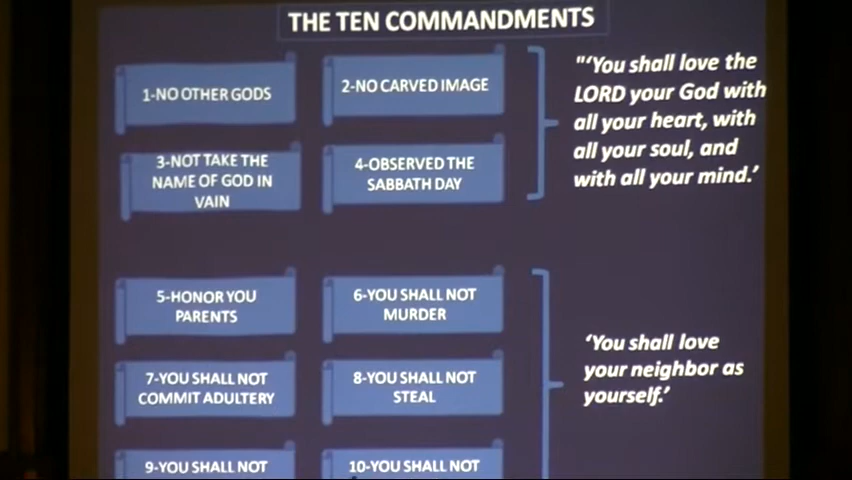 THE TEN COMMANDMENTS
1-NO OTHER GODS
2-NO CARVED IMAGE
3-NOT TAKE THE
NAME OF GOD IN
VAIN
4-OBSERVED THE
SABBATH DAY
"'You shall love the
LORD your God with
all your heart, with
all your soul, and
with all your mind.'
5-HONOR YOU
PARENTS
6-YOU SHALL NOT
MURDER
7-YOU SHALL NOT
COMMIT ADULTERY
8-YOU SHALL NOT
STEAL
9-YOU SHALL NOT
10-YOU SHALL NOT
'You shall love
your neighbor as
yourself.'